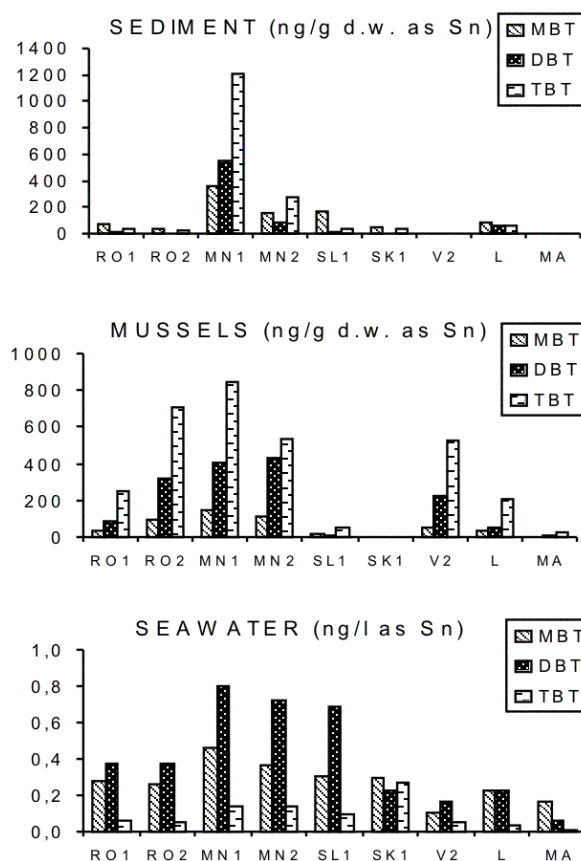 SEDIMENT (ng/g d.w. as Sn)
MBT
DBT
TBT
1400
1200
1000
800
600
400
200
0
RO1 RO2 MN1 MN2 SL1 SK1 V2 L MA
MUSSELS (ng/g d.w. as Sn)
MBT
DBT
TBT
1000
800
600
400
200
0
RO1 RO2 MN1 MN2 SL1 SK1 V2 L MA
SEAWATER (ng/l as Sn)
MBT
DBT
TBT
1,0
0,8
0,6
0,4
0,2
0,0
RO1 RO2 MN1 MN2 SL1 SK1 V2 L MA